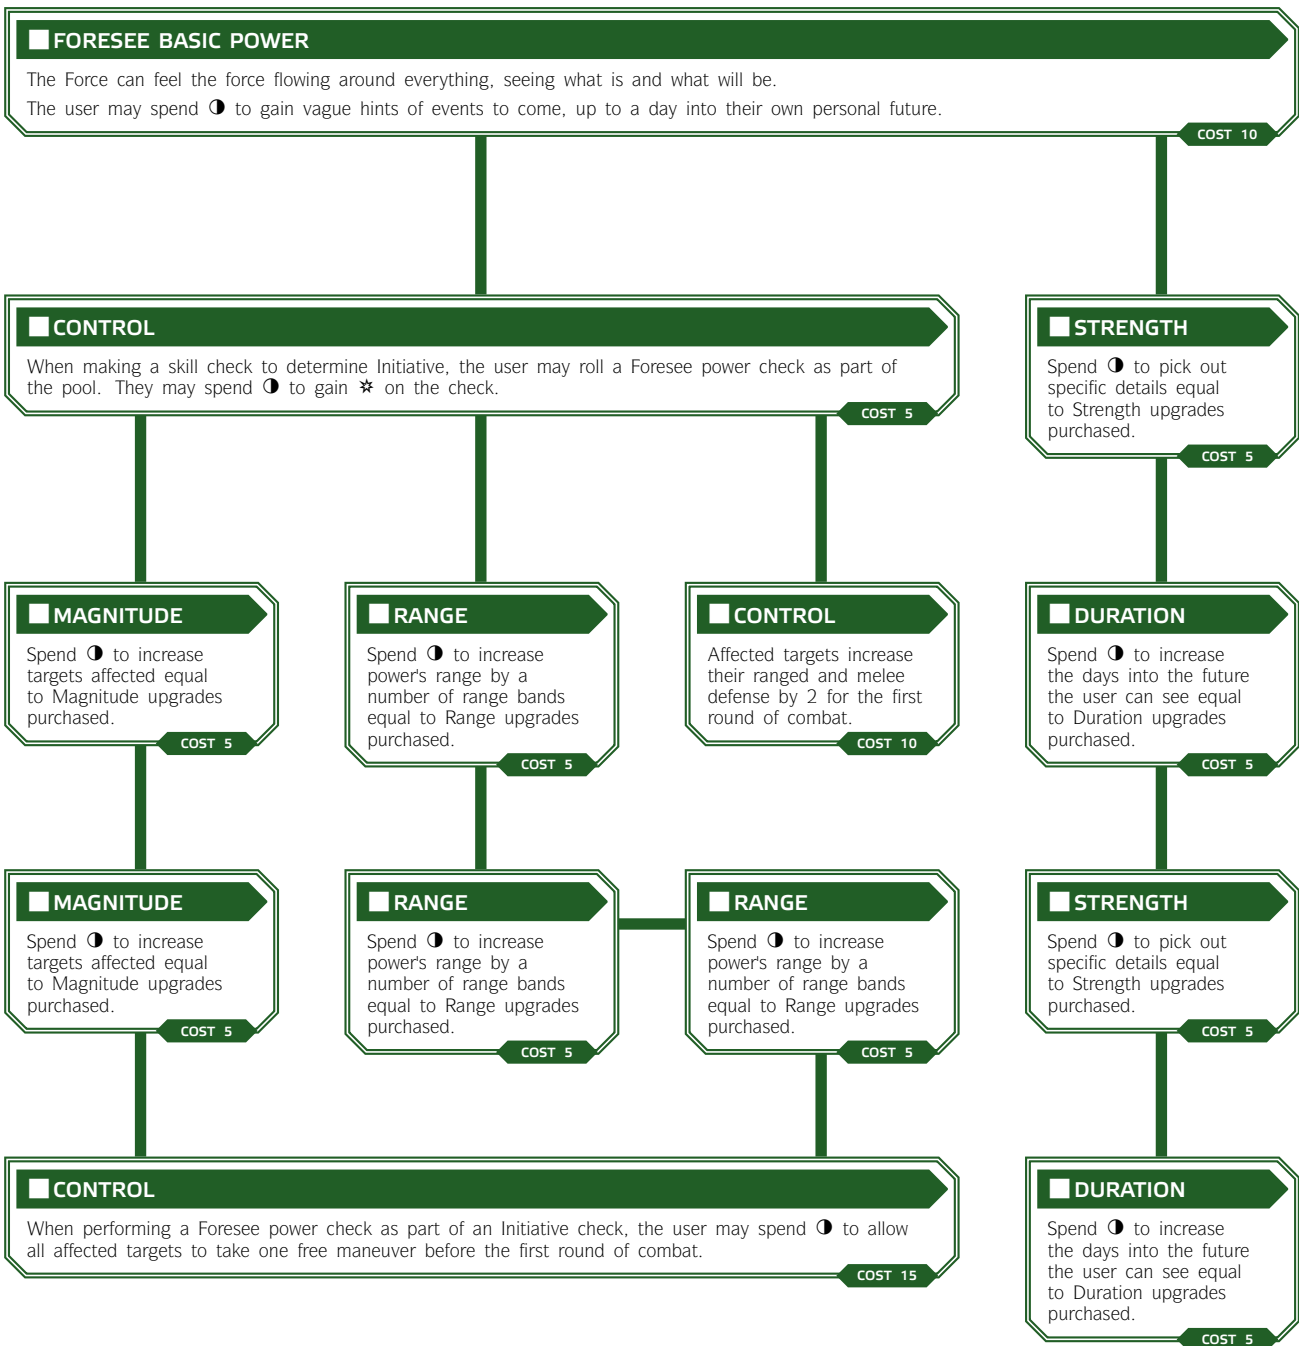 FORESEE BASIC POWER
The Force can feel the force flowing around everything, seeing what is and what will be.
The user may spend ◑ to gain vague hints of events to come, up to a day into their own personal future.
COST 10
CONTROL
When making a skill check to determine Initiative, the user may roll a Foresee power check as part of
the pool. They may spend ◑ to gain ✲ on the check.
COST 5
STRENGTH
Spend ◑ to pick out
specific details equal
to Strength upgrades
purchased.
COST 5
MAGNITUDE
Spend ◑ to increase
targets affected equal
to Magnitude upgrades
purchased.
COST 5
RANGE
Spend ◑ to increase
power's range by a
number of range bands
equal to Range upgrades
purchased.
COST 5
CONTROL
Affected targets increase
their ranged and melee
defense by 2 for the first
round of combat.
COST 10
DURATION
Spend ◑ to increase
the days into the future
the user can see equal
to Duration upgrades
purchased.
COST 5
MAGNITUDE
Spend ◑ to increase
targets affected equal
to Magnitude upgrades
purchased.
COST 5
RANGE
Spend ◑ to increase
power's range by a
number of range bands
equal to Range upgrades
purchased.
COST 5
RANGE
Spend ◑ to increase
power's range by a
number of range bands
equal to Range upgrades
purchased.
COST 5
STRENGTH
Spend ◑ to pick out
specific details equal
to Strength upgrades
purchased.
COST 5
CONTROL
When performing a Foresee power check as part of an Initiative check, the user may spend ◑ to allow
all affected targets to take one free maneuver before the first round of combat.
COST 15
DURATION
Spend ◑ to increase
the days into the future
the user can see equal
to Duration upgrades
purchased.
COST 5